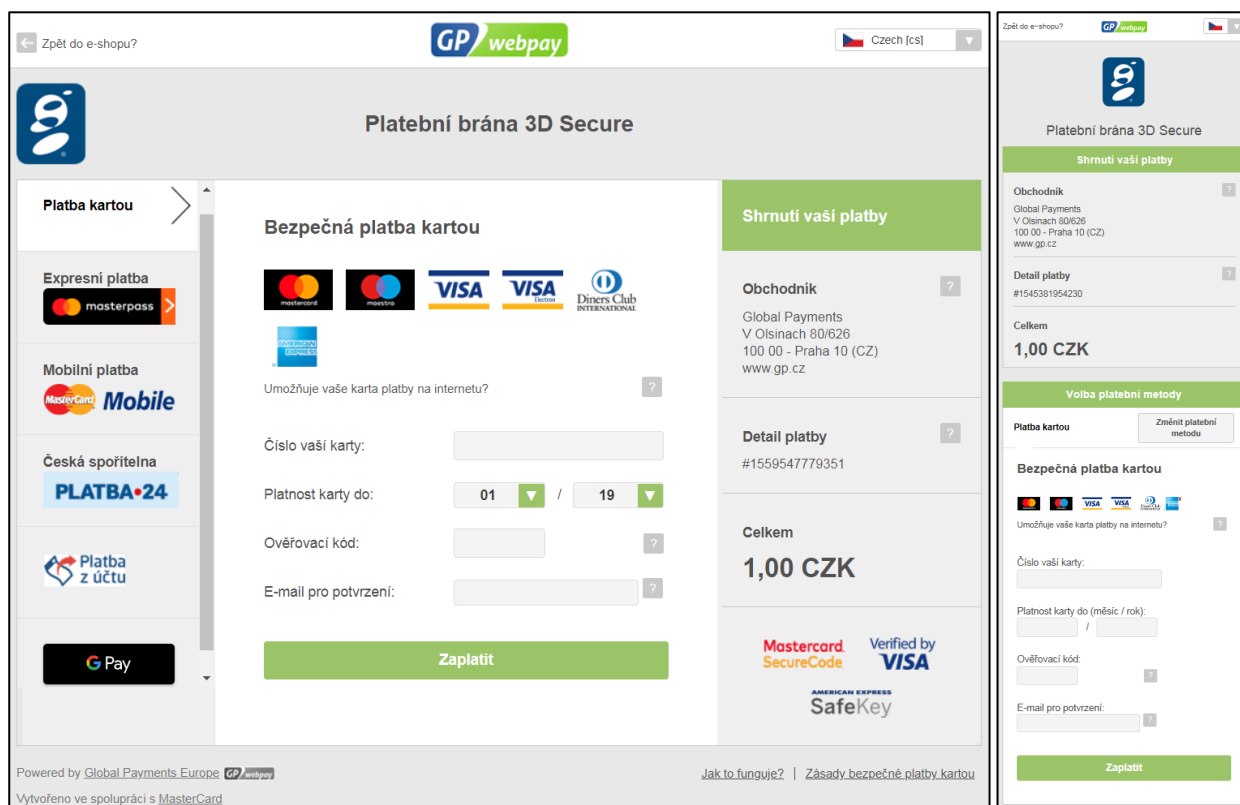 Zpět do e-shopu?
GP webpay
Czech [cs]
Platební brána 3D Secure
Platba kartou
Expresní platba
masterpass
Mobilní platba
MasterCard Mobile
Česká spořitelna
PLATBA•24
Platba
z účtu
G Pay
Bezpečná platba kartou
mastercard
maestro
VISA
VISA
Electron
Diners Club
INTERNATIONAL
AMERICAN
EXPRESS
Umožňuje vaše karta platby na internetu?
?
Číslo vaší karty:
Platnost karty do:
01 / 19
Ověřovací kód:
?
E-mail pro potvrzení:
?
Zaplatit
Shrnutí vaší platby
Obchodník
?
Global Payments
V Olsinach 80/626
100 00 - Praha 10 (CZ)
www.gp.cz
Detail platby
?
#1559547779351
Celkem
1,00 CZK
Mastercard.
SecureCode
Verified by
VISA
AMERICAN EXPRESS
SafeKey
Powered by Global Payments Europe GP webpay
Jak to funguje? | Zásady bezpečné platby kartou
Vytvořeno ve spolupráci s MasterCard
Zpět do e-shopu?
GP webpay
Platební brána 3D Secure
Shrnutí vaší platby
Obchodník
?
Global Payments
V Olsinach 80/626
100 00 - Praha 10 (CZ)
www.gp.cz
Detail platby
?
#1545381954230
Celkem
1,00 CZK
Volba platební metody
Platba kartou
Změnit platební
metodu
Bezpečná platba kartou
VISA
VISA
Umožňuje vaše karta platby na internetu?
?
Číslo vaší karty:
Platnost karty do (měsíc / rok):
/
Ověřovací kód:
?
E-mail pro potvrzení:
?
Zaplatit